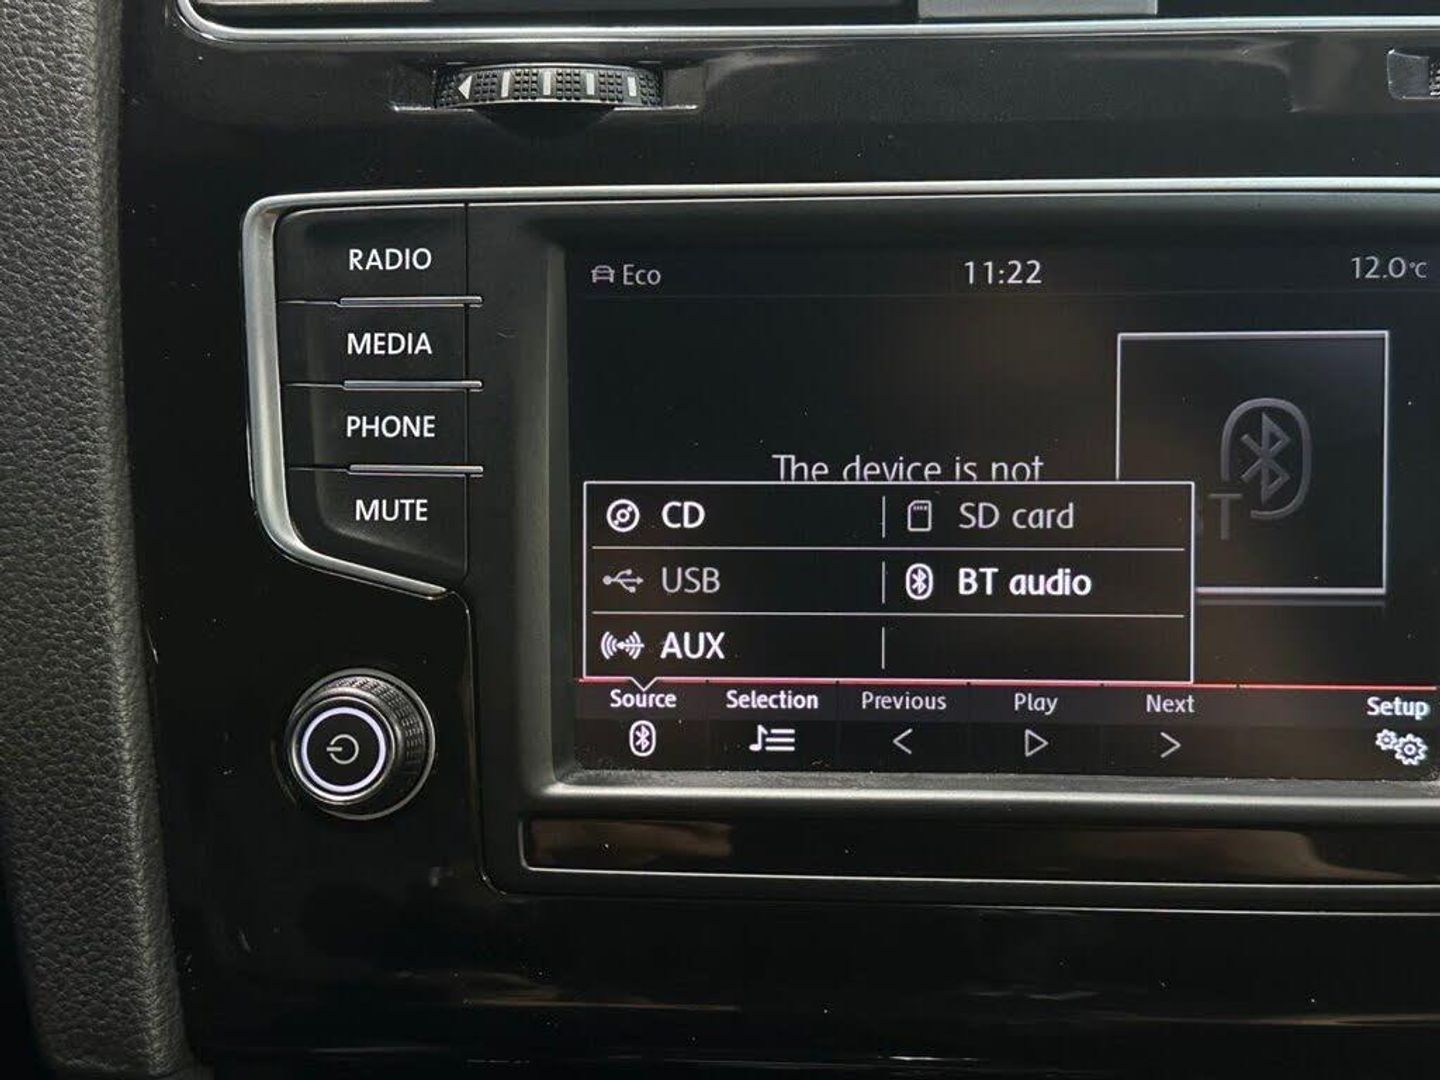 RADIO
MEDIA
PHONE
MUTE
Eco 11:22 12.0°C
The device is not
CD SD card
USB BT audio
AUX
Source Selection Previous Play Next Setup